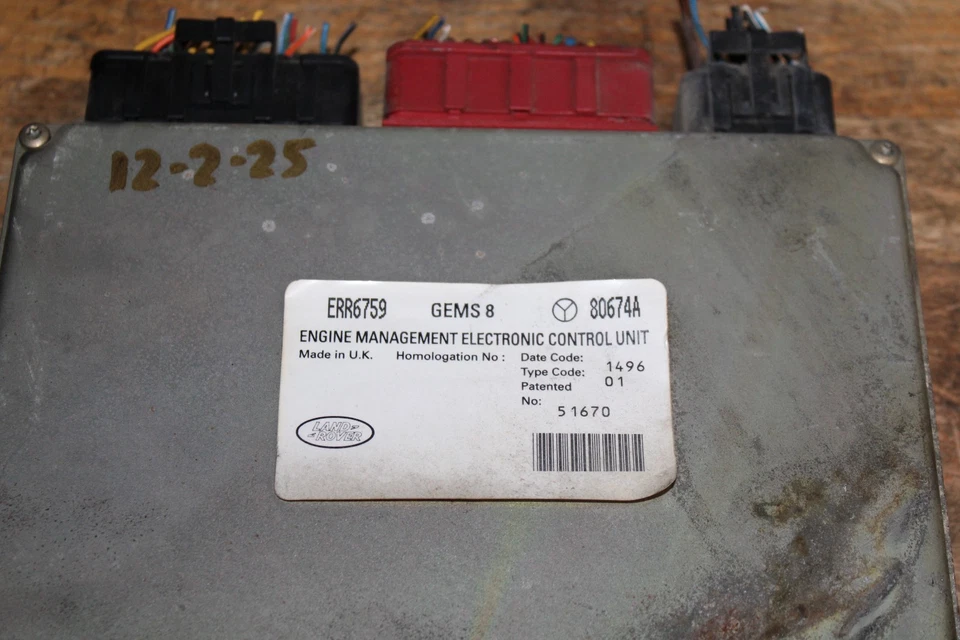 12-2-25
ERR6759 GEMS 8 80674A
ENGINE MANAGEMENT ELECTRONIC CONTROL UNIT
Made in U.K. Homologation No : Date Code: 1496
Type Code: 01
Patented
No: 51670
LAND
ROVER